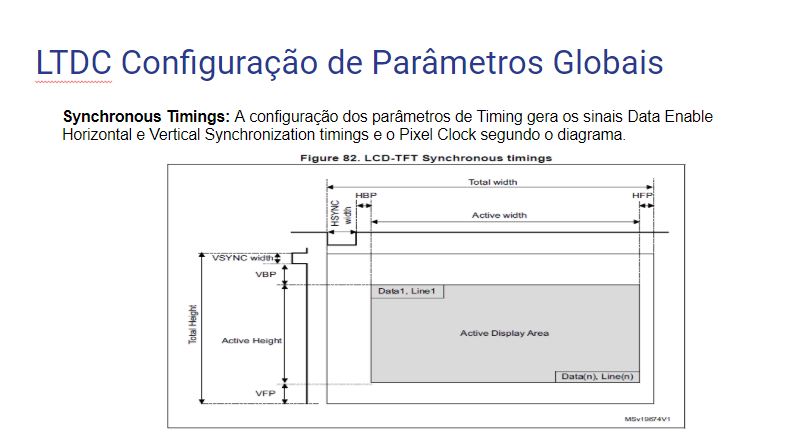 LTDC Configuração de Parâmetros Globais
Synchronous Timings: A configuração dos parâmetros de Timing gera os sinais Data Enable
Horizontal e Vertical Synchronization timings e o Pixel Clock segundo o diagrama.
Figure 82. LCD-TFT Synchronous timings
Total width
HBP
HFP
HSYNC
width
Active width
VSYNC width
VBP
Data1, Line1
Total Height
Active Height
Active Display Area
Data(n), Line(n)
VFP
MSv19674V1